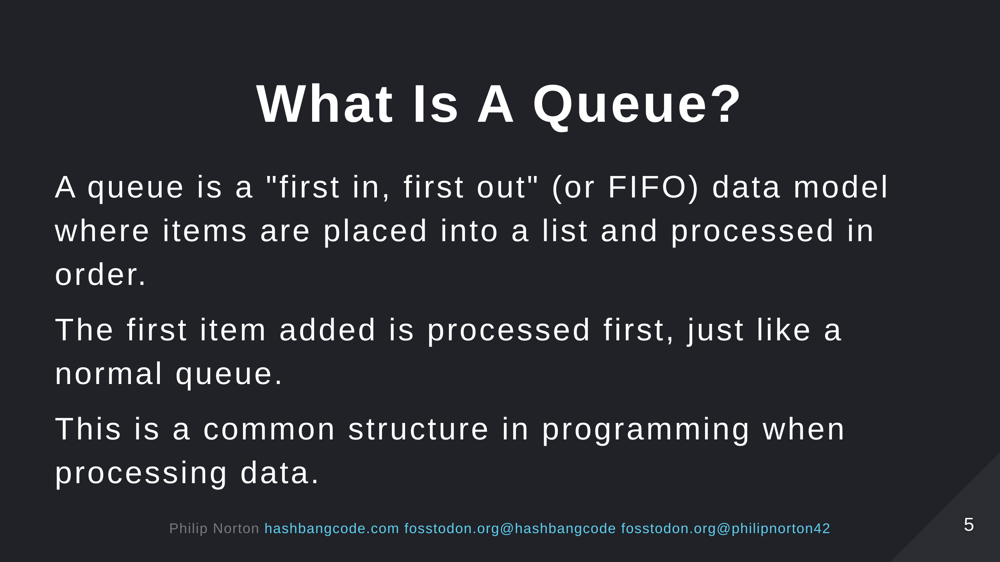 What Is A Queue?
A queue is a "first in, first out" (or FIFO) data model
where items are placed into a list and processed in
order.
The first item added is processed first, just like a
normal queue.
This is a common structure in programming when
processing data.
Philip Norton hashbangcode.com fosstodon.org@hashbangcode fosstodon.org@philipnorton42
5